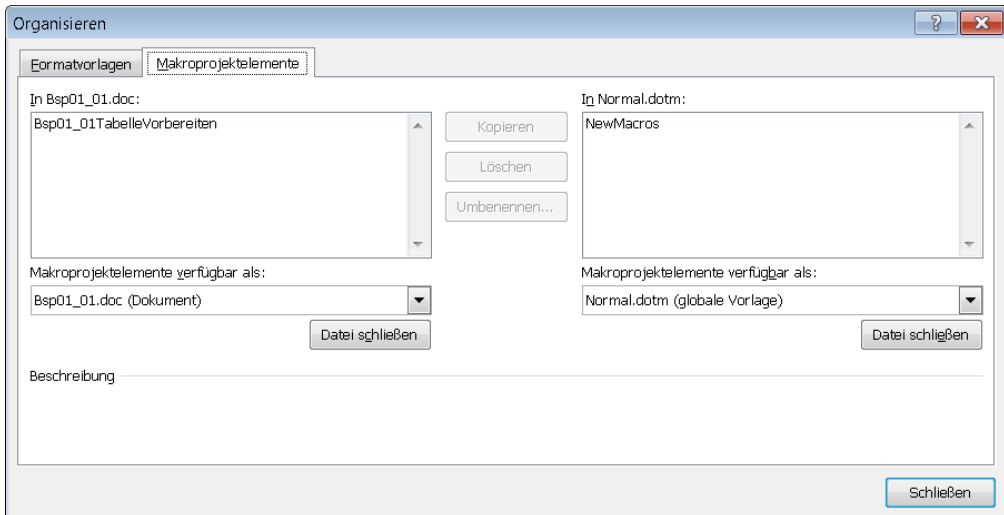 Organisieren
Formatvorlagen
Makroprojektelemente
In Bsp01_01.doc:
Bsp01_01TabelleVorbereiten
Makroprojektelemente verfügbar als:
Bsp01_01.doc (Dokument)
Datei schließen
Kopieren
Löschen
Umbenennen...
In Normal.dotm:
NewMacros
Makroprojektelemente verfügbar als:
Normal.dotm (globale Vorlage)
Datei schließen
Beschreibung
Schließen